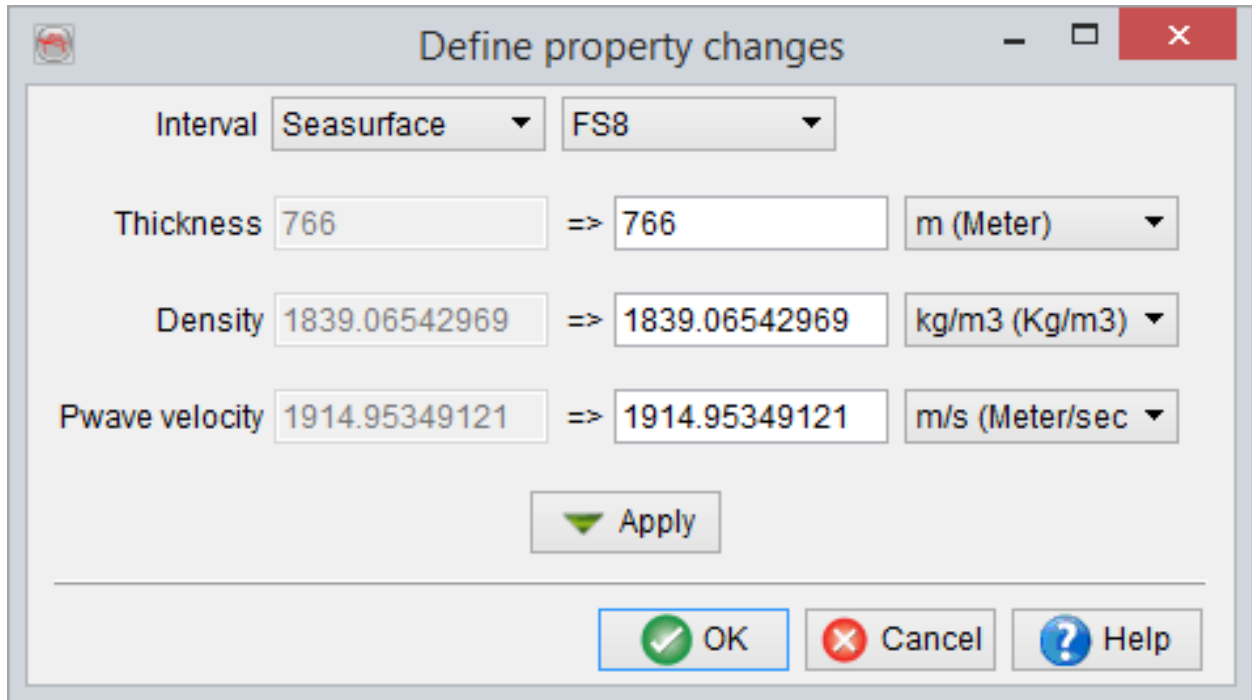 Define property changes
Interval Seasurface FS8
Thickness 766 => 766 m (Meter)
Density 1839.06542969 => 1839.06542969 kg/m3 (Kg/m3)
Pwave velocity 1914.95349121 => 1914.95349121 m/s (Meter/sec
Apply
OK Cancel Help